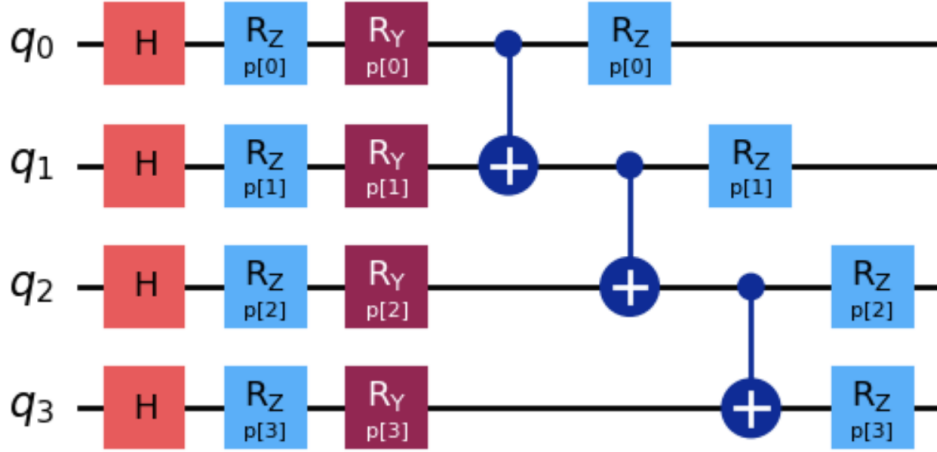 q0 H RZ p[0] RY p[0] RZ p[0]
q1 H RZ p[1] RY p[1] RZ p[1]
q2 H RZ p[2] RY p[2] RZ p[2]
q3 H RZ p[3] RY p[3] RZ p[3]